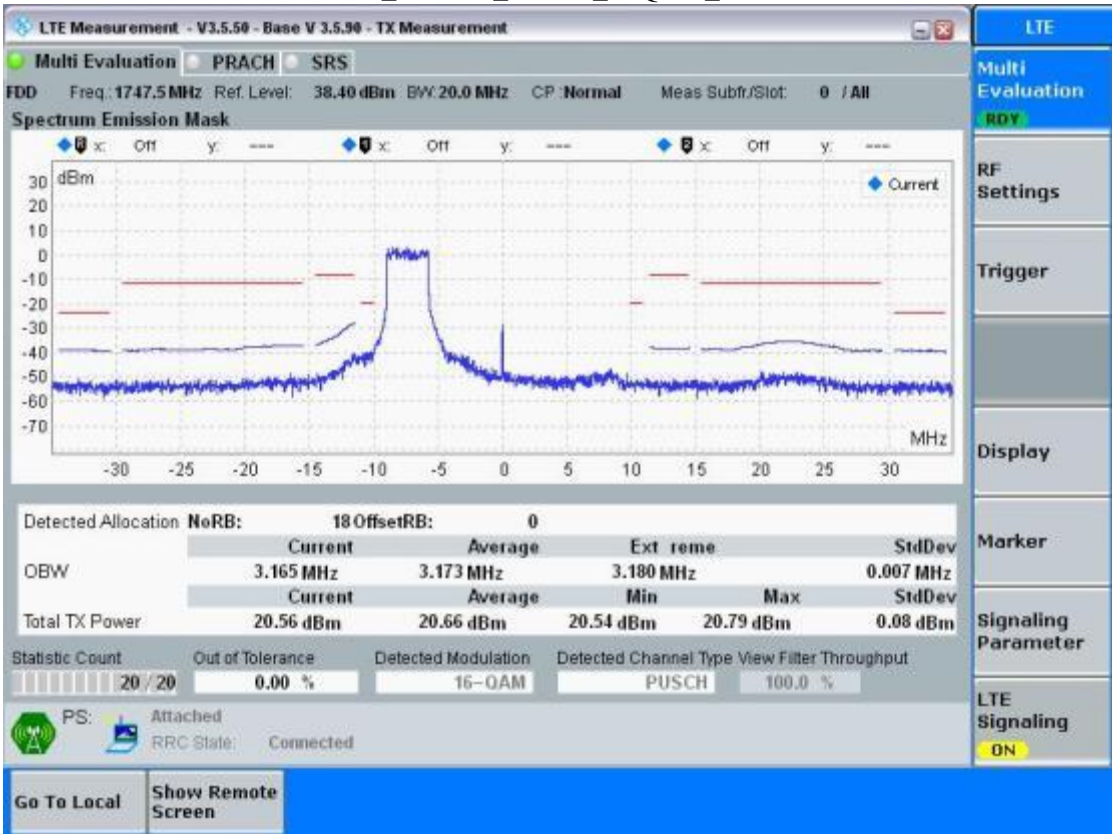 LTE Measurement - V3.5.50 - Base V 3.5.90 - TX Measurement
LTE
Multi Evaluation PRACH SRS
FDD Freq.: 1747.5 MHz Ref. Level: 38.40 dBm BW: 20.0 MHz CP : Normal Meas Subfr./Slot: 0 / All
Spectrum Emission Mask
x: Off y: --- x: Off y: --- x: Off y: ---
dBm
Current
30
20
10
0
-10
-20
-30
-40
-50
-60
-70
MHz
-30 -25 -20 -15 -10 -5 0 5 10 15 20 25 30
Detected Allocation NoRB: 18 OffsetRB: 0
Current Average Ext reme StdDev
OBW 3.165 MHz 3.173 MHz 3.180 MHz 0.007 MHz
Current Average Min Max StdDev
Total TX Power 20.56 dBm 20.66 dBm 20.54 dBm 20.79 dBm 0.08 dBm
Statistic Count Out of Tolerance Detected Modulation Detected Channel Type View Filter Throughput
20 / 20 0.00 % 16-QAM PUSCH 100.0 %
PS: Attached
RRC State: Connected
Multi
Evaluation
RDY
RF
Settings
Trigger
Display
Marker
Signaling
Parameter
LTE
Signaling
ON
Go To Local
Show Remote
Screen